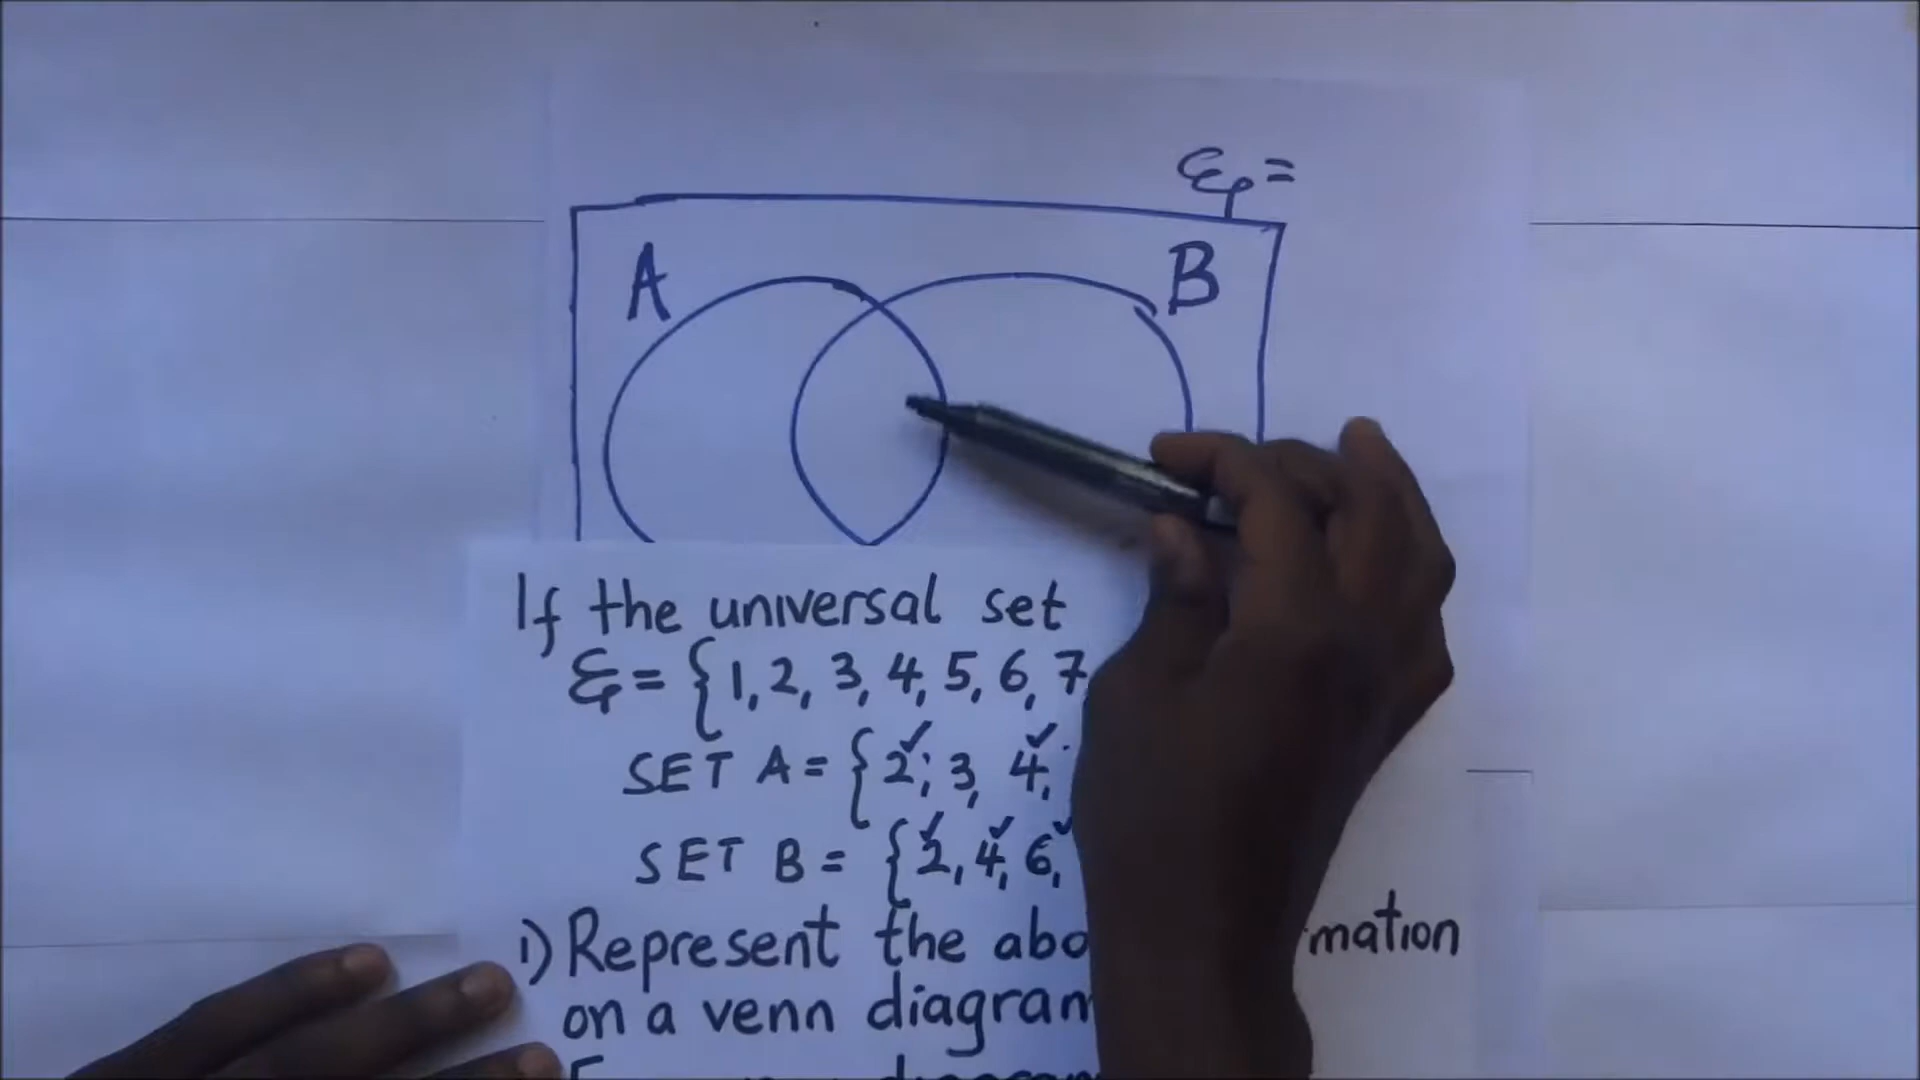 ℰ =
A B
If the universal set
ℰ = {1, 2, 3, 4, 5, 6, 7
SET A = {2; 3, 4,
SET B = {2, 4, 6,
i) Represent the abo mation
on a venn diagram